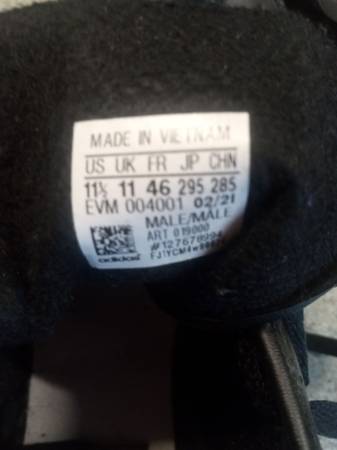 MADE IN VIETNAM
US UK FR JP CHN
11½ 11 46 295 285
EVM 004001 02/21
MALE/MÂLE
ART 019000
adidas